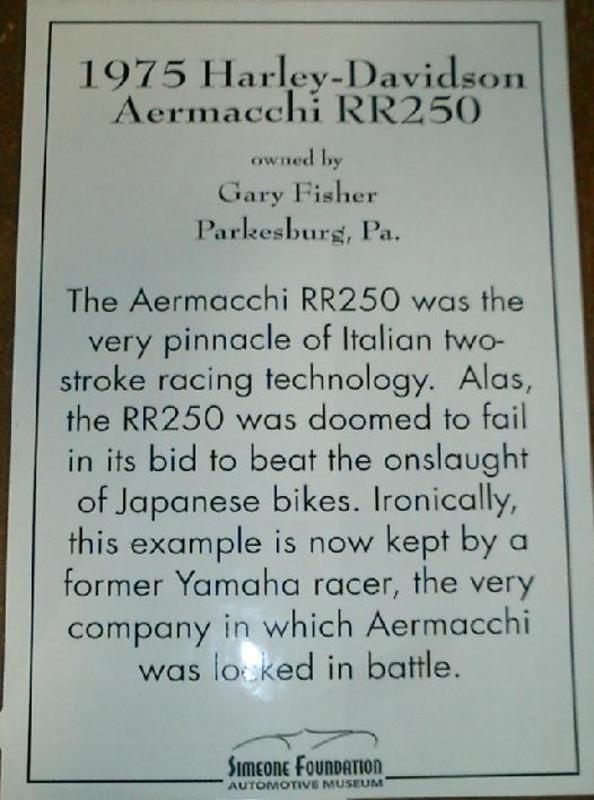 1975 Harley-Davidson
Aermacchi RR250
owned by
Gary Fisher
Parkesburg, Pa.
The Aermacchi RR250 was the
very pinnacle of Italian two-
stroke racing technology. Alas,
the RR250 was doomed to fail
in its bid to beat the onslaught
of Japanese bikes. Ironically,
this example is now kept by a
former Yamaha racer, the very
company in which Aermacchi
was locked in battle.
SIMEONE FOUNDATION
AUTOMOTIVE MUSEUM